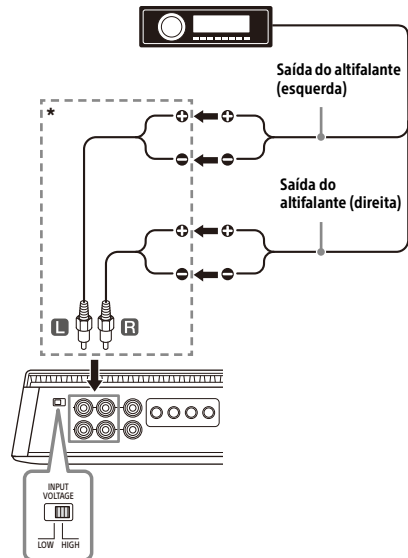 Saída do altifalante
(esquerda)
*
+ +
− −
Saída do
altifalante (direita)
+ +
− −
L R
INPUT
VOLTAGE
LOW HIGH